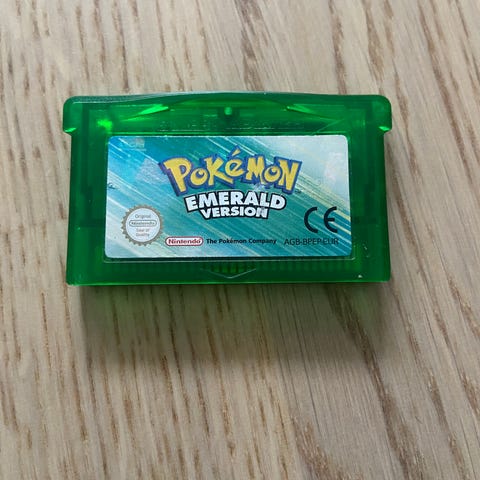 POKéMON
EMERALD
VERSION
Original
Nintendo
Seal of
Quality
Nintendo The Pokémon Company AGB-BPEP-EUR
CE